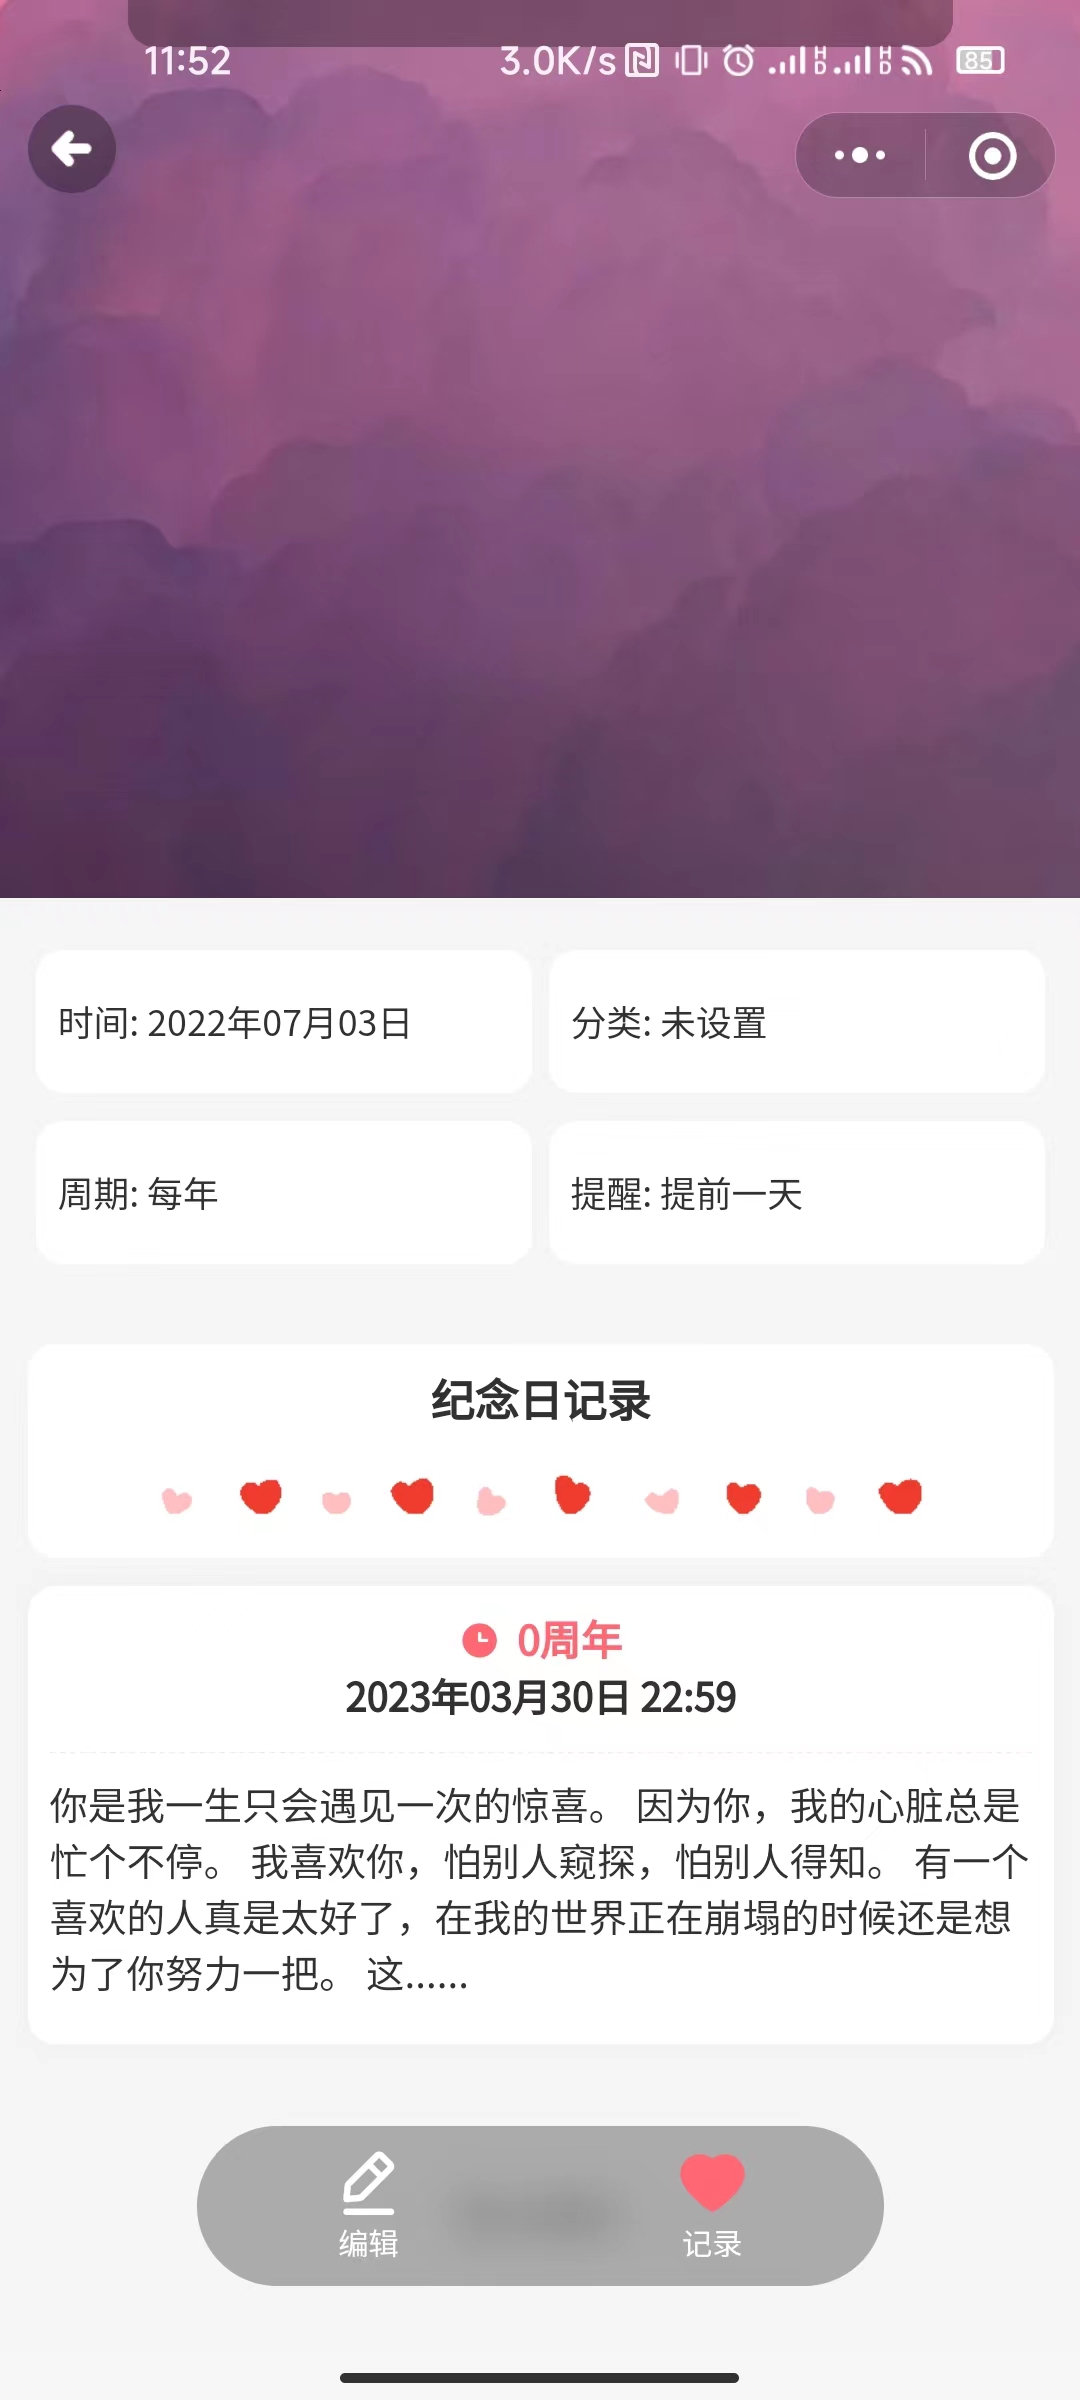 11:52 3.0K/s HD HD 85
时间: 2022年07月03日
分类: 未设置
周期: 每年
提醒: 提前一天
纪念日记录
0周年
2023年03月30日 22:59
你是我一生只会遇见一次的惊喜。 因为你，我的心脏总是
忙个不停。 我喜欢你，怕别人窥探，怕别人得知。 有一个
喜欢的人真是太好了，在我的世界正在崩塌的时候还是想
为了你努力一把。 这......
编辑
记录